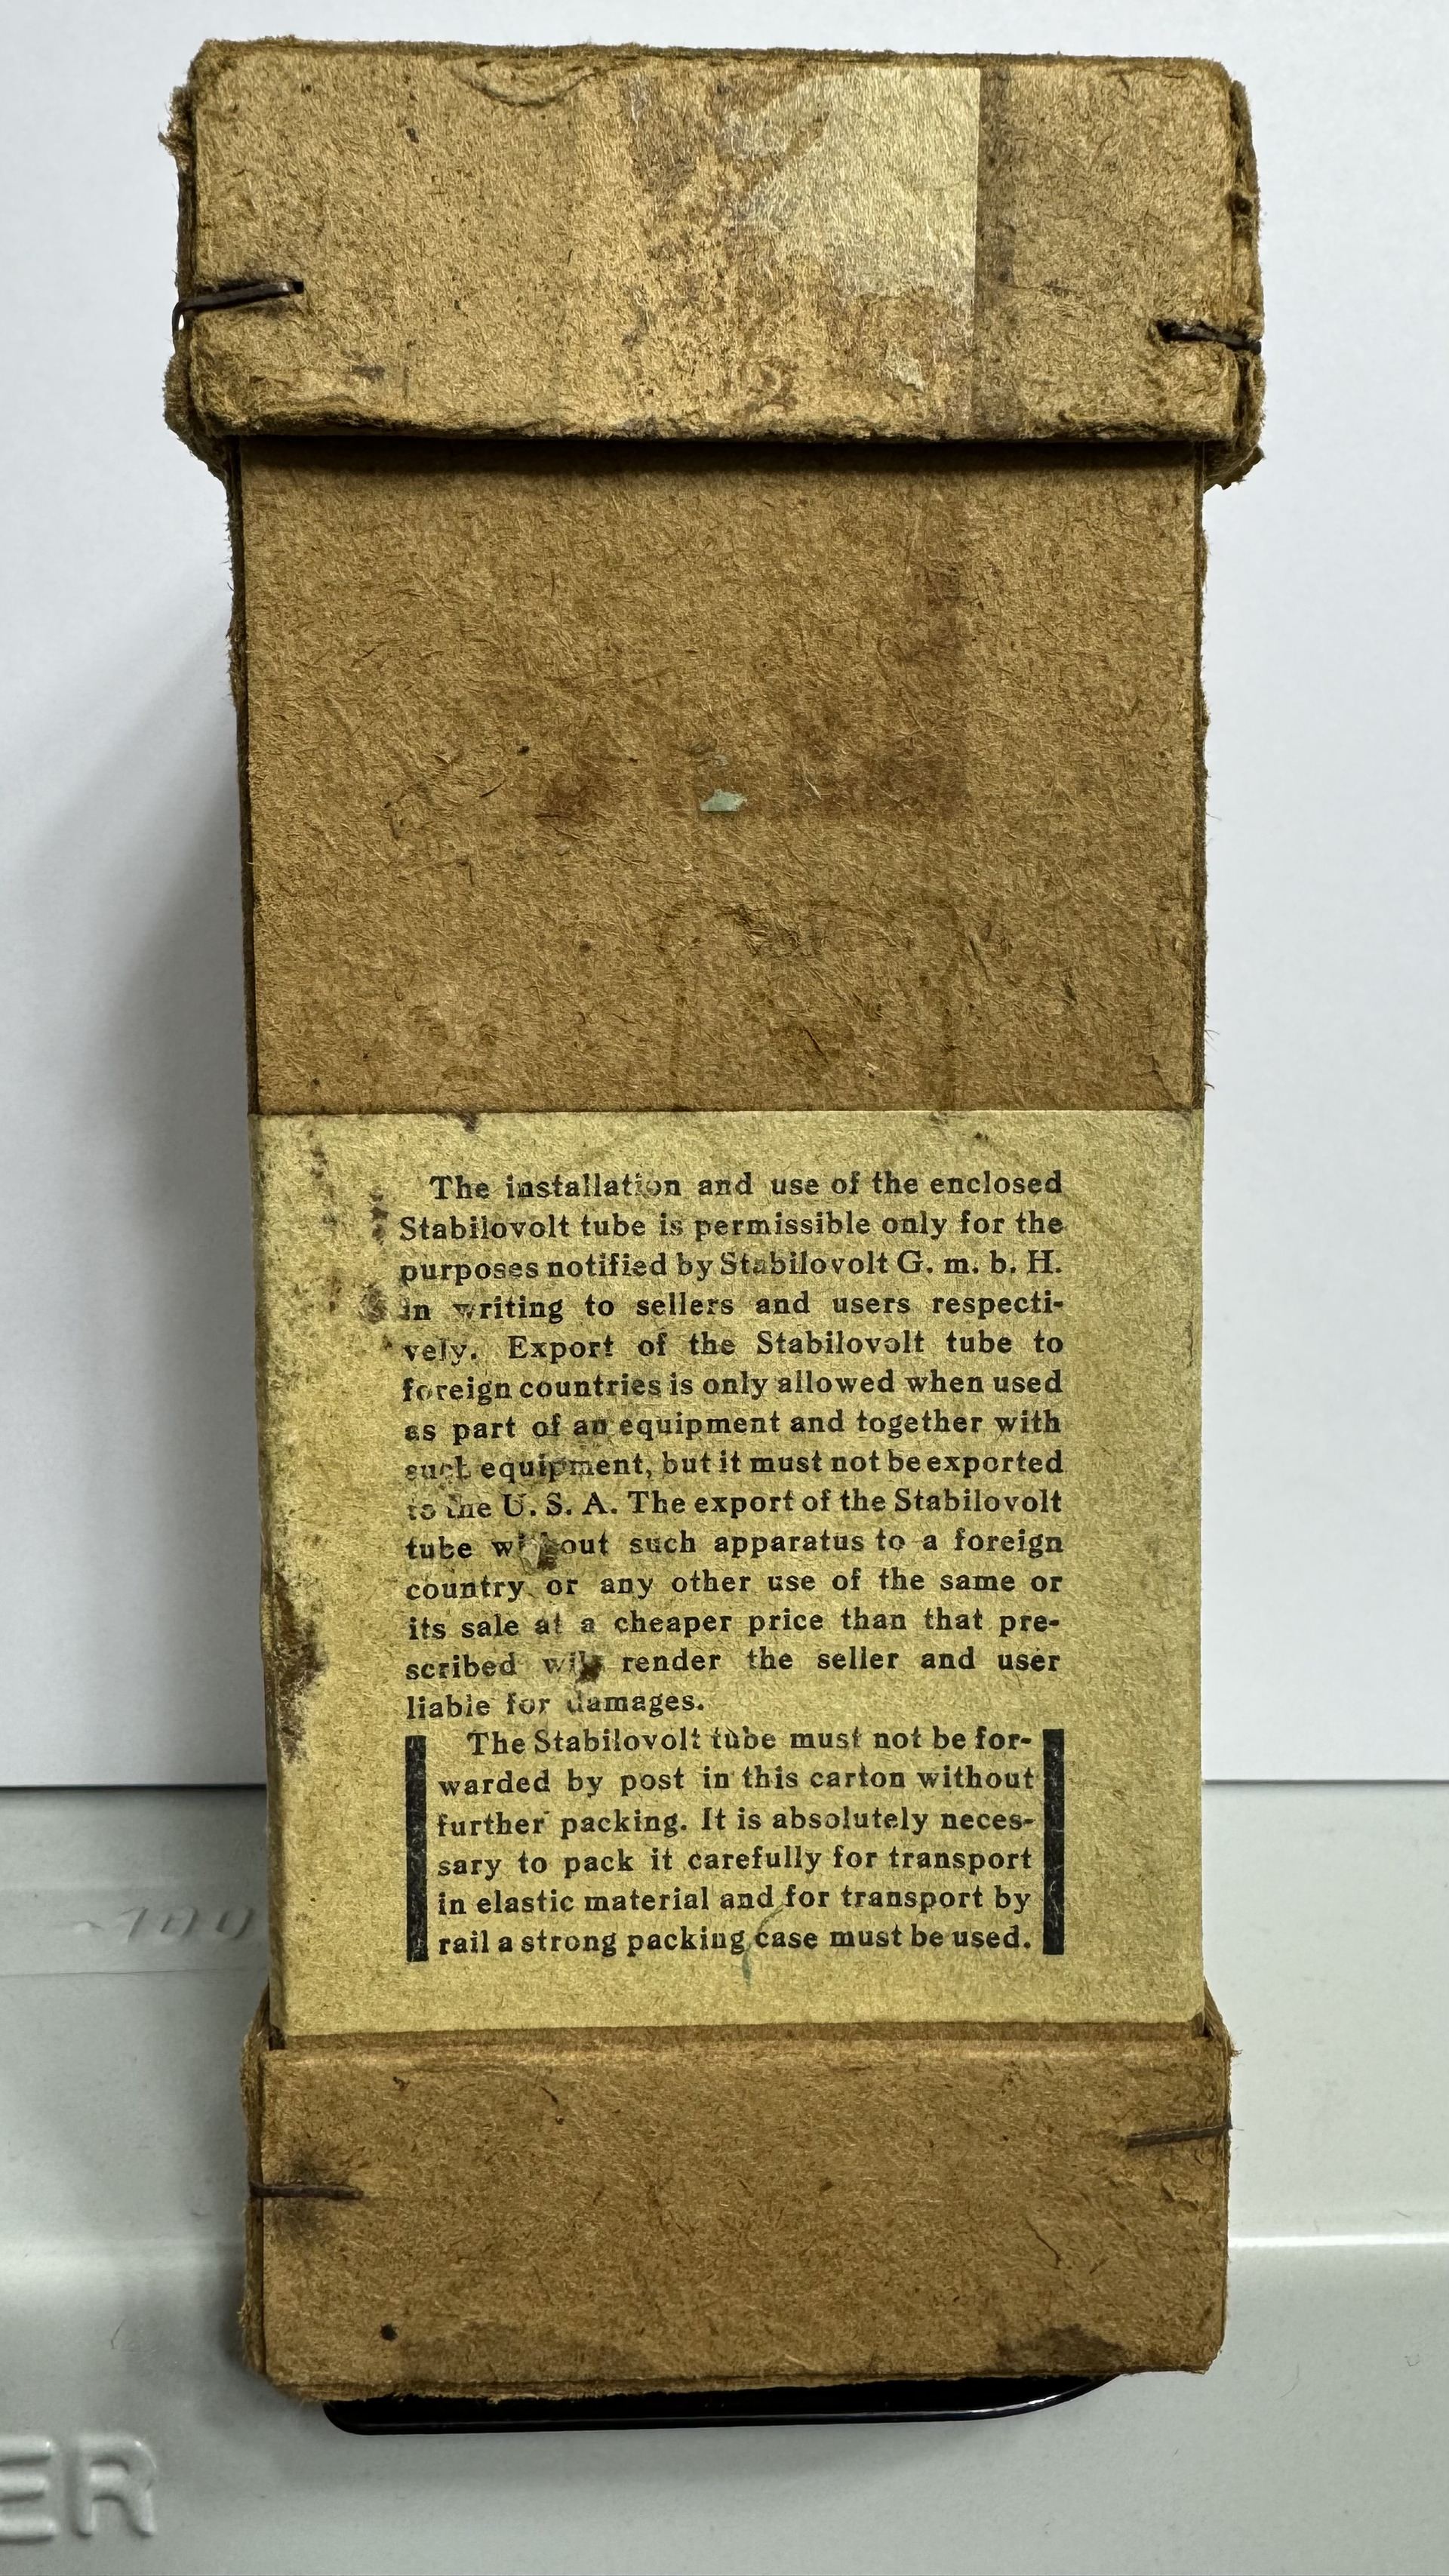 The installation and use of the enclosed
Stabilovolt tube is permissible only for the
purposes notified by Stabilovolt G. m. b. H.
in writing to sellers and users respecti-
vely. Export of the Stabilovolt tube to
foreign countries is only allowed when used
as part of an equipment and together with
such equipment, but it must not be exported
to the U. S. A. The export of the Stabilovolt
tube without such apparatus to a foreign
country or any other use of the same or
its sale at a cheaper price than that pre-
scribed will render the seller and user
liable for damages.
The Stabilovolt tube must not be for-
warded by post in this carton without
further packing. It is absolutely neces-
sary to pack it carefully for transport
in elastic material and for transport by
rail a strong packing case must be used.
-100
ER